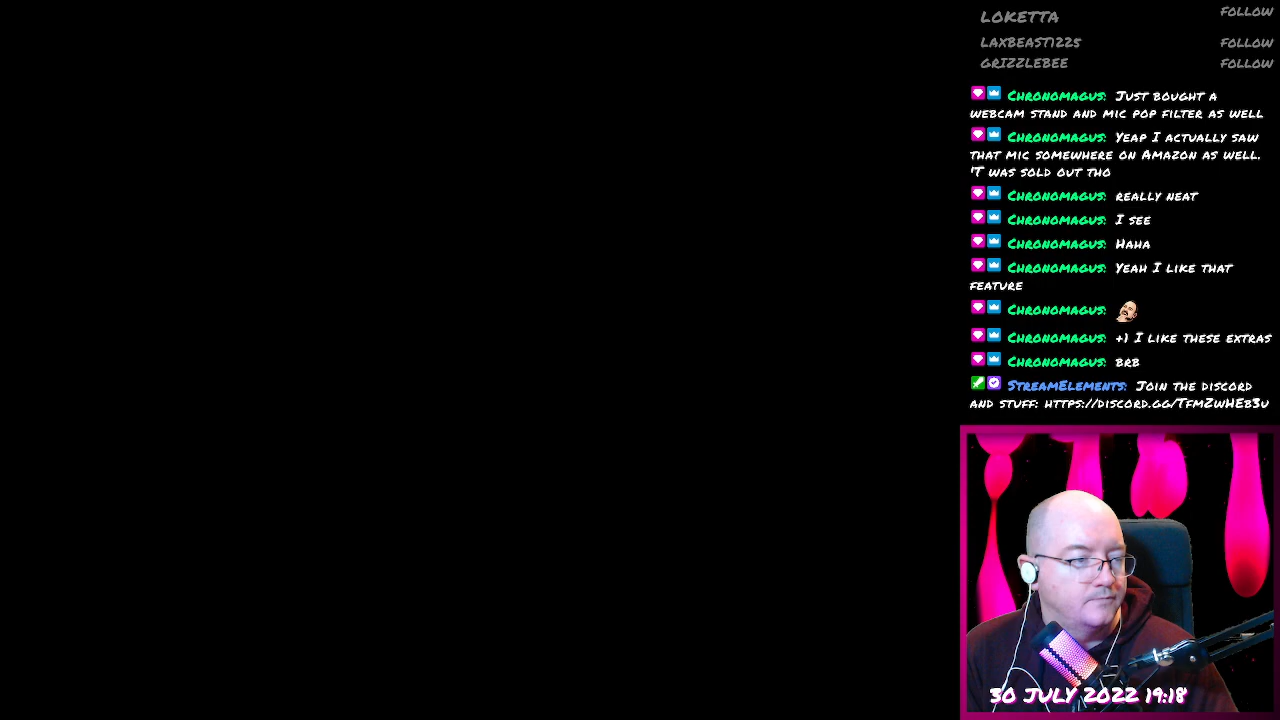 LOKETTA FOLLOW
LAXBEAST1225 FOLLOW
GRIZZLEBEE FOLLOW
CHRONOMAGUS: JUST BOUGHT A
WEBCAM STAND AND MIC POP FILTER AS WELL
CHRONOMAGUS: YEAP I ACTUALLY SAW
THAT MIC SOMEWHERE ON AMAZON AS WELL.
'T WAS SOLD OUT THO
CHRONOMAGUS: REALLY NEAT
CHRONOMAGUS: I SEE
CHRONOMAGUS: HAHA
CHRONOMAGUS: YEAH I LIKE THAT
FEATURE
CHRONOMAGUS:
CHRONOMAGUS: +1 I LIKE THESE EXTRAS
CHRONOMAGUS: BRB
STREAMELEMENTS: JOIN THE DISCORD
AND STUFF: HTTPS://DISCORD.GG/TFMZWHEB3U
30 JULY 2022 19:18